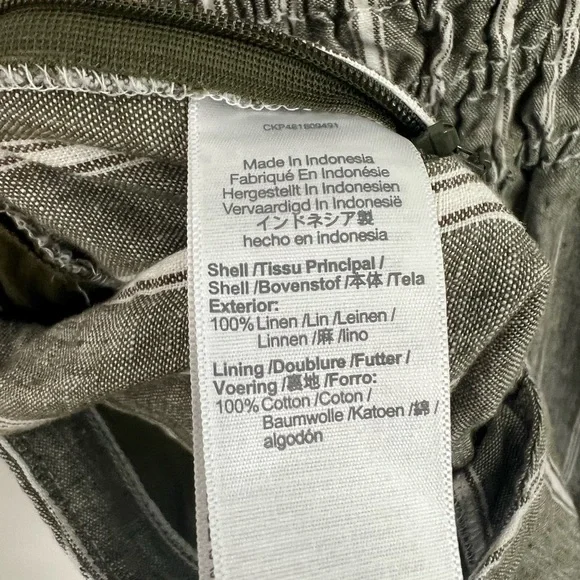 CKP461809491
Made In Indonesia
Fabriqué En Indonésie
Hergestellt In Indonesien
Vervaardigd In Indonesië
インドネシア製
hecho en indonesia
Shell /Tissu Principal /
Shell /Bovenstof /本体 /Tela
Exterior:
100% Linen /Lin /Leinen /
Linnen /麻 /lino
Lining /Doublure /Futter /
Voering /裏地 /Forro:
100% Cotton /Coton /
Baumwolle /Katoen /綿 /
algodón